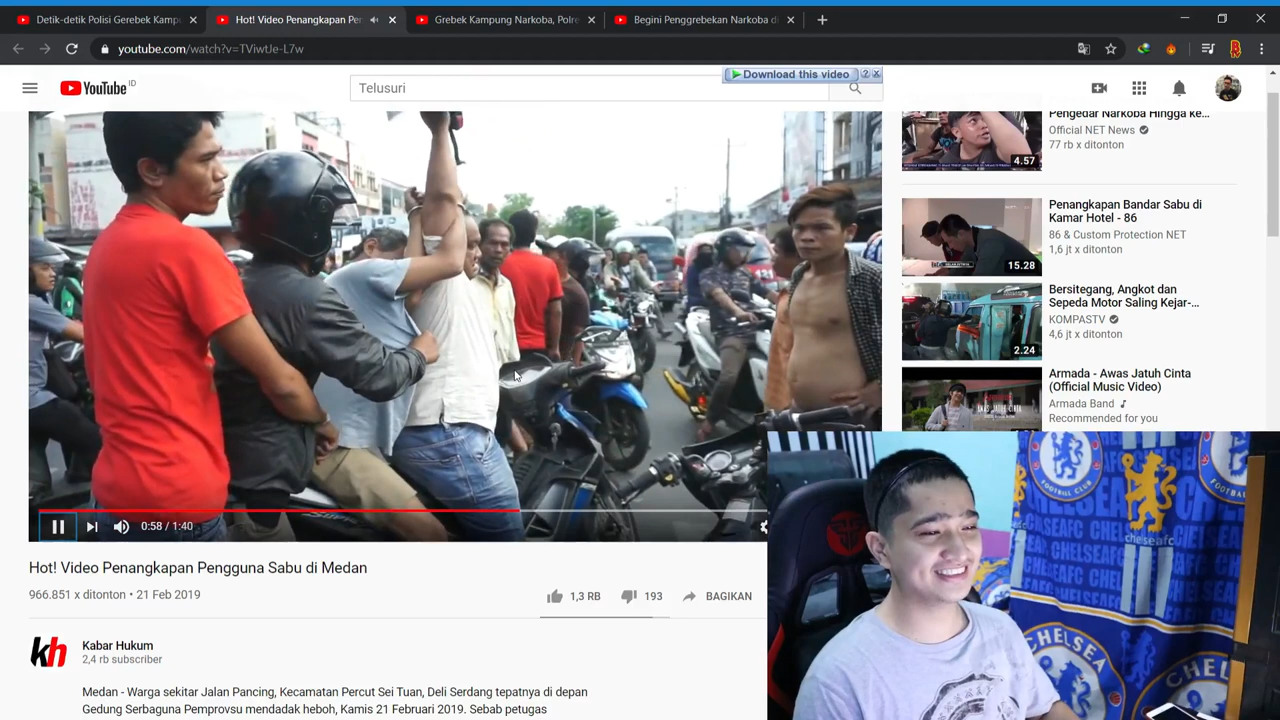 Detik-detik Polisi Gerebek Kamp
Hot! Video Penangkapan Per
Grebek Kampung Narkoba, Polre
Begini Penggrebekan Narkoba di
youtube.com/watch?v=TViwtJe-L7w
YouTube ID
Telusuri
Download this video
Pengedar Narkoba Hingga ke...
Official NET News
77 rb x ditonton
4.57
Penangkapan Bandar Sabu di
Kamar Hotel - 86
86 & Custom Protection NET
1,6 jt x ditonton
15.28
Bersitegang, Angkot dan
Sepeda Motor Saling Kejar-...
KOMPASTV
4,6 jt x ditonton
2.24
Armada - Awas Jatuh Cinta
(Official Music Video)
Armada Band
Recommended for you
0:58 / 1:40
Hot! Video Penangkapan Pengguna Sabu di Medan
966.851 x ditonton • 21 Feb 2019
1,3 RB
193
BAGIKAN
kh
Kabar Hukum
2,4 rb subscriber
Medan - Warga sekitar Jalan Pancing, Kecamatan Percut Sei Tuan, Deli Serdang tepatnya di depan
Gedung Serbaguna Pemprovsu mendadak heboh, Kamis 21 Februari 2019. Sebab petugas
CHELSEA
FOOTBALL CLUB
chelseafc
CHELSEA